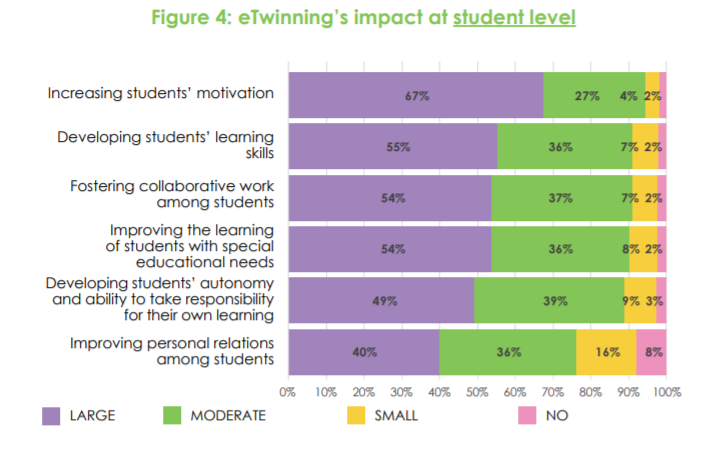 Figure 4: eTwinning's impact at student level
Increasing students' motivation
67% 27% 4% 2%
Developing students' learning
skills
55% 36% 7% 2%
Fostering collaborative work
among students
54% 37% 7% 2%
Improving the learning
of students with special
educational needs
54% 36% 8% 2%
Developing students' autonomy
and ability to take responsibility
for their own learning
49% 39% 9% 3%
Improving personal relations
among students
40% 36% 16% 8%
0% 10% 20% 30% 40% 50% 60% 70% 80% 90% 100%
LARGE MODERATE SMALL NO